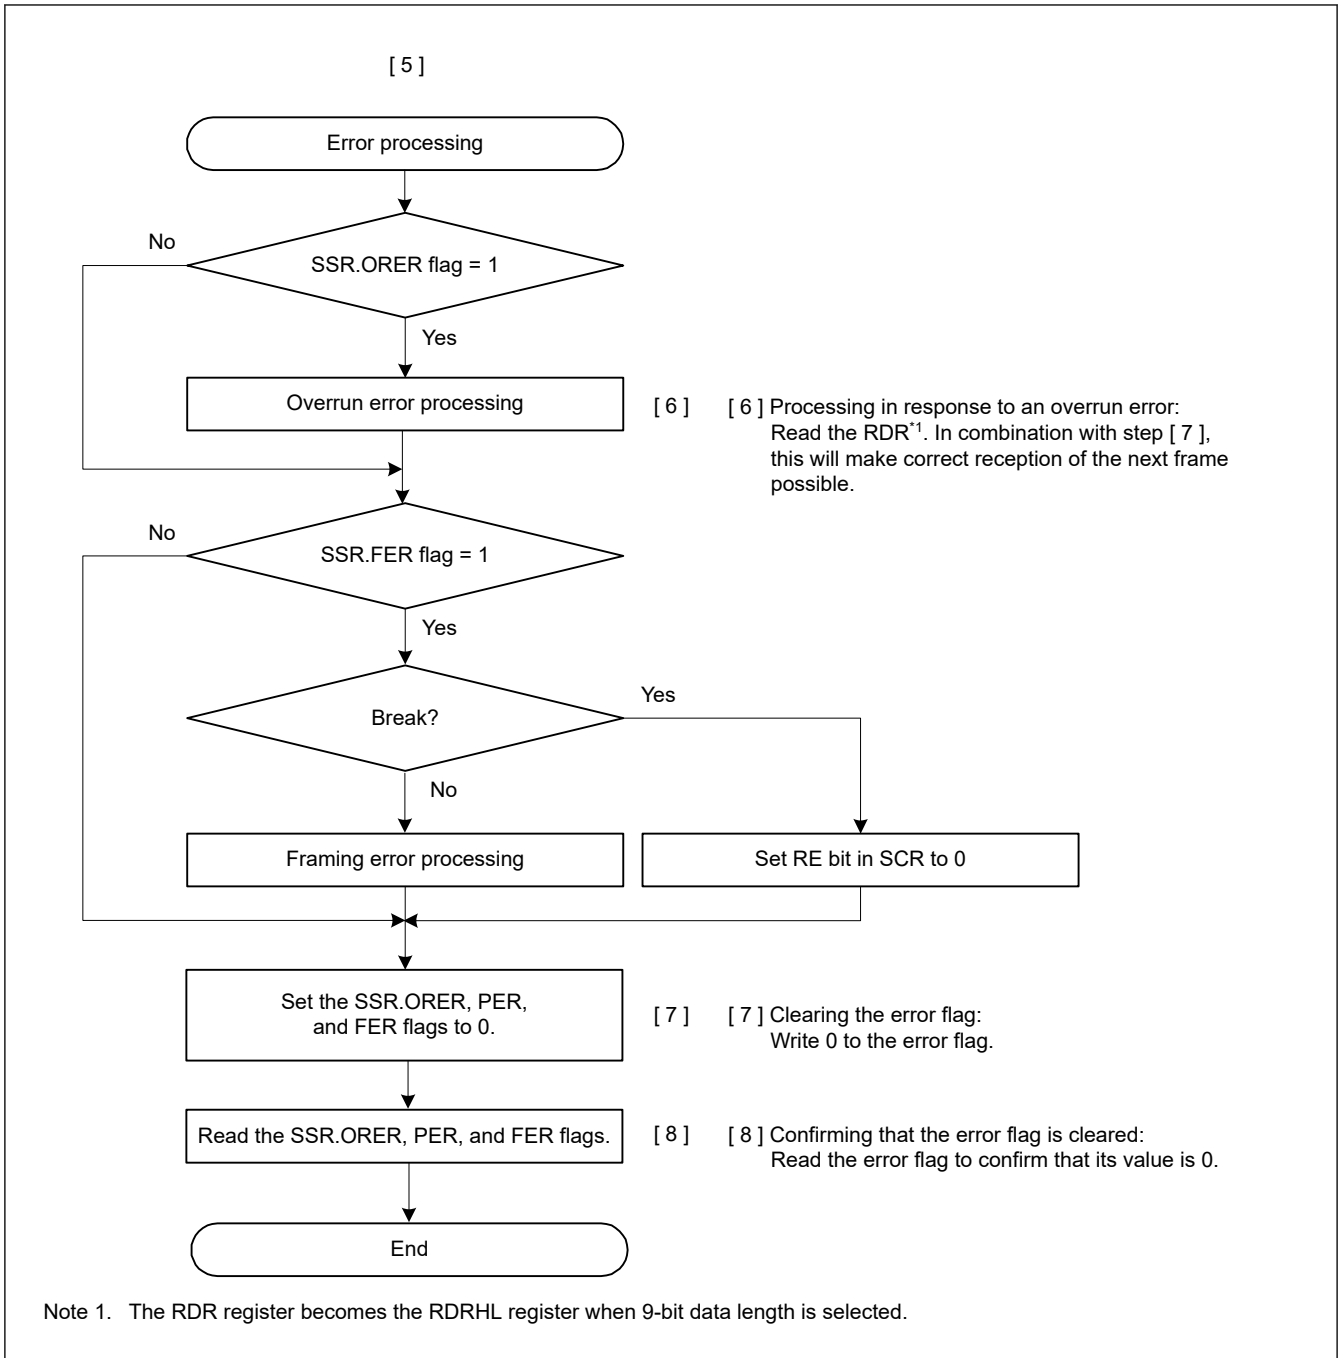 [ 5 ]
Error processing
No
SSR.ORER flag = 1
Yes
Overrun error processing
[ 6 ]
[ 6 ] Processing in response to an overrun error:
Read the RDR*1. In combination with step [ 7 ],
this will make correct reception of the next frame
possible.
No
SSR.FER flag = 1
Yes
Break?
Yes
No
Framing error processing
Set RE bit in SCR to 0
Set the SSR.ORER, PER,
and FER flags to 0.
[ 7 ]
[ 7 ] Clearing the error flag:
Write 0 to the error flag.
Read the SSR.ORER, PER, and FER flags.
[ 8 ]
[ 8 ] Confirming that the error flag is cleared:
Read the error flag to confirm that its value is 0.
End
Note 1. The RDR register becomes the RDRHL register when 9-bit data length is selected.